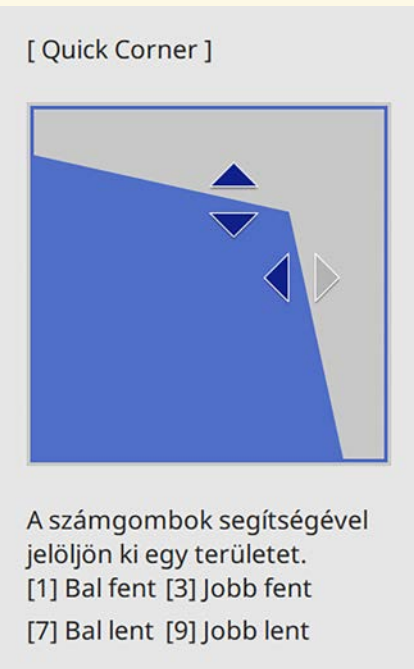 [ Quick Corner ]
A számgombok segítségével
jelöljön ki egy területet.
[1] Bal fent [3] Jobb fent
[7] Bal lent [9] Jobb lent